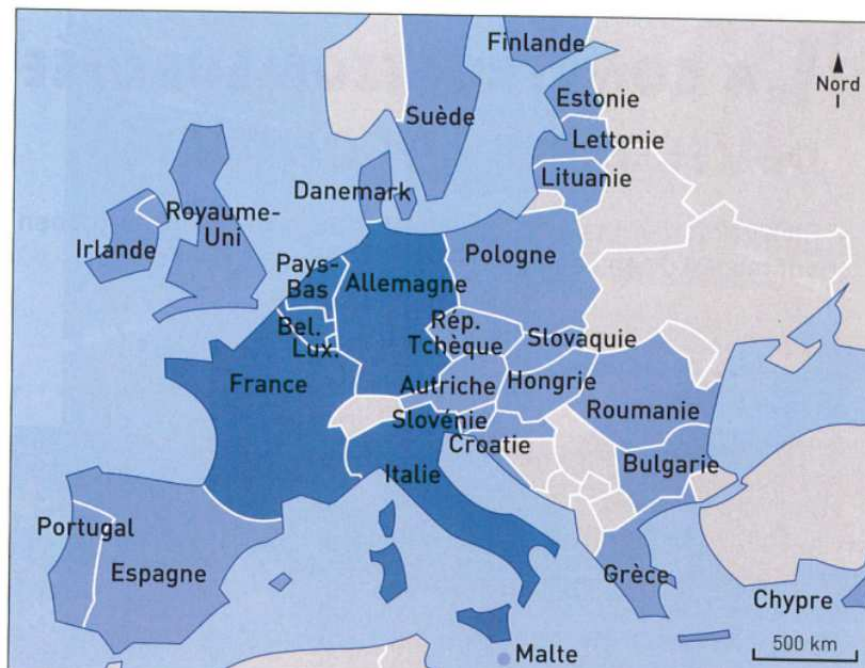 Finlande
Nord
Estonie
Suède
Lettonie
Lituanie
Danemark
Royaume-
Uni
Irlande
Pologne
Pays-
Bas
Allemagne
Bel.
Lux.
Rép.
Tchèque
Slovaquie
France
Autriche
Hongrie
Roumanie
Slovénie
Croatie
Bulgarie
Italie
Portugal
Espagne
Grèce
Chypre
Malte
500 km